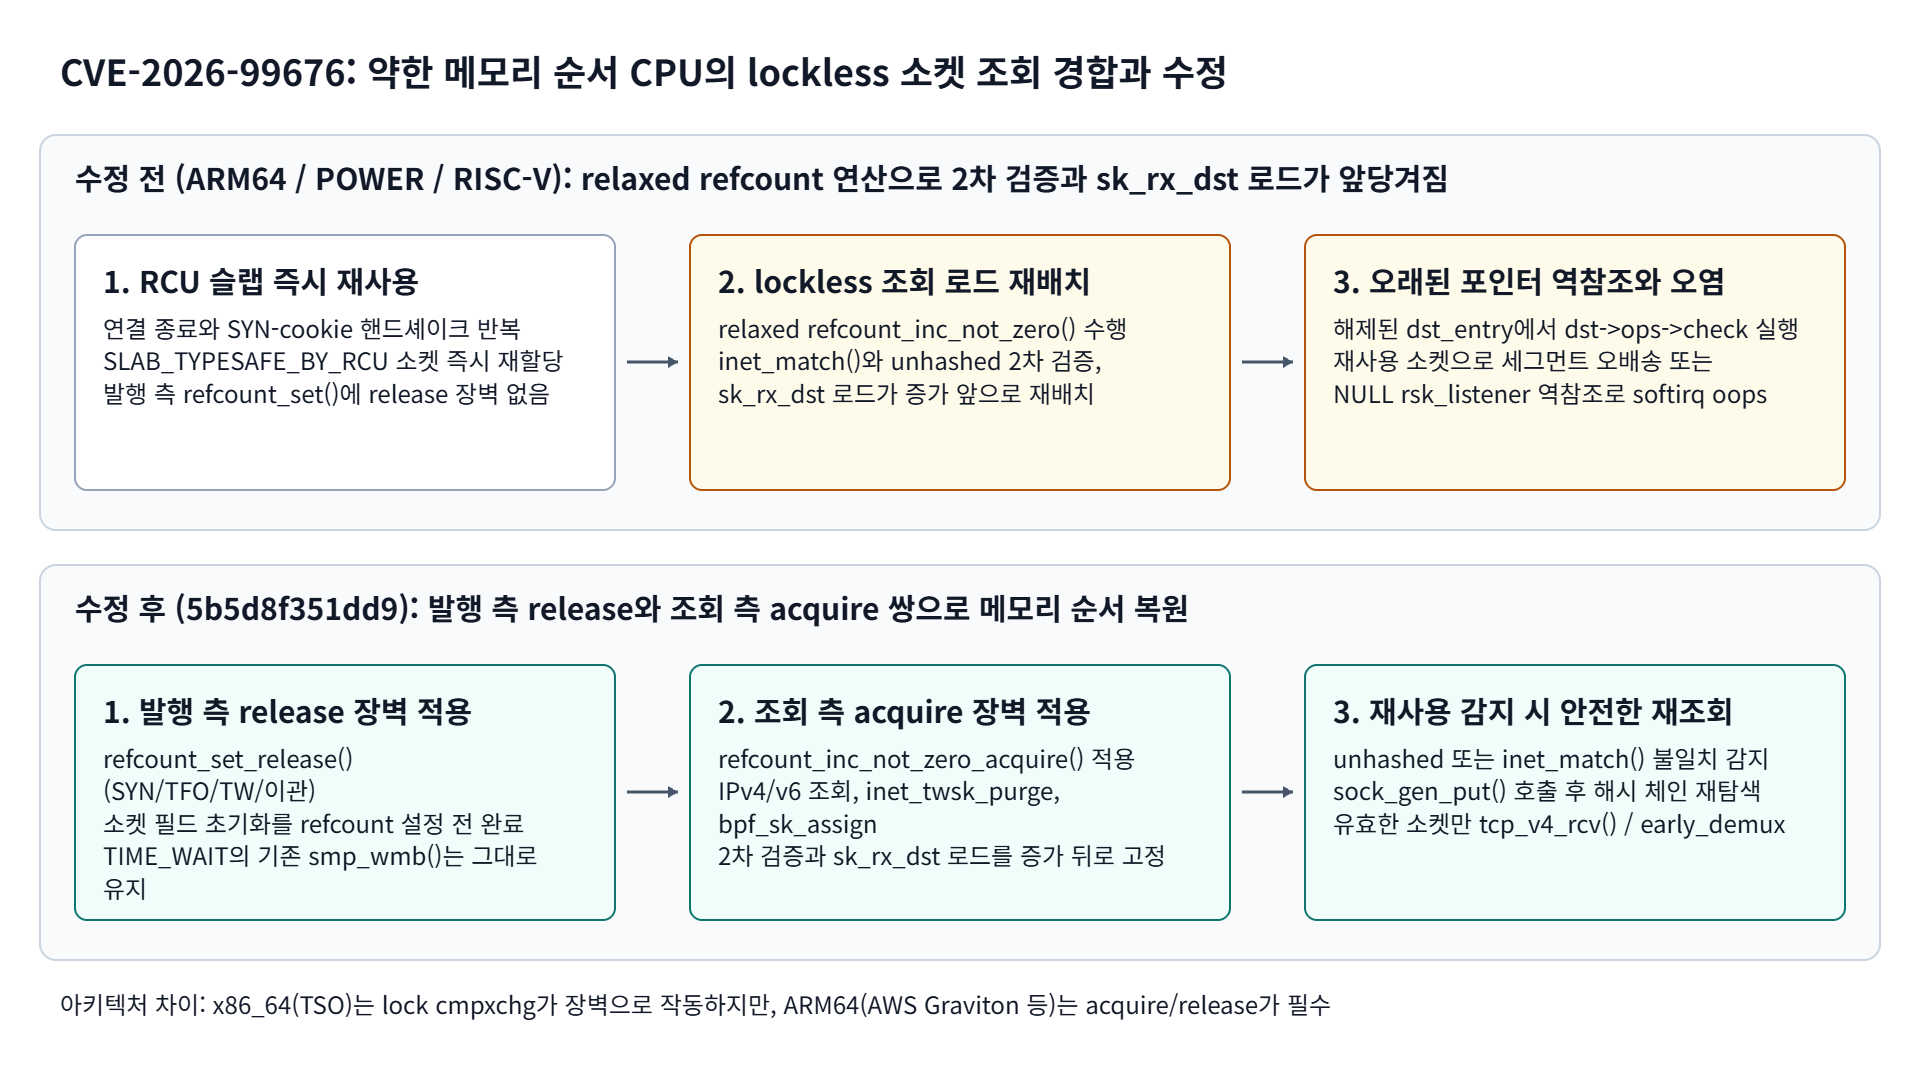 CVE-2026-99676: 약한 메모리 순서 CPU의 lockless 소켓 조회 경합과 수정
수정 전 (ARM64 / POWER / RISC-V): relaxed refcount 연산으로 2차 검증과 sk_rx_dst 로드가 앞당겨짐
1. RCU 슬랩 즉시 재사용
연결 종료와 SYN-cookie 핸드셰이크 반복
SLAB_TYPESAFE_BY_RCU 소켓 즉시 재할당
발행 측 refcount_set()에 release 장벽 없음
2. lockless 조회 로드 재배치
relaxed refcount_inc_not_zero() 수행
inet_match()와 unhashed 2차 검증,
sk_rx_dst 로드가 증가 앞으로 재배치
3. 오래된 포인터 역참조와 오염
해제된 dst_entry에서 dst->ops->check 실행
재사용 소켓으로 세그먼트 오배송 또는
NULL rsk_listener 역참조로 softirq oops
수정 후 (5b5d8f351dd9): 발행 측 release와 조회 측 acquire 쌍으로 메모리 순서 복원
1. 발행 측 release 장벽 적용
refcount_set_release()
(SYN/TFO/TW/이관)
소켓 필드 초기화를 refcount 설정 전 완료
TIME_WAIT의 기존 smp_wmb()는 그대로
유지
2. 조회 측 acquire 장벽 적용
refcount_inc_not_zero_acquire() 적용
IPv4/v6 조회, inet_twsk_purge,
bpf_sk_assign
2차 검증과 sk_rx_dst 로드를 증가 뒤로 고정
3. 재사용 감지 시 안전한 재조회
unhashed 또는 inet_match() 불일치 감지
sock_gen_put() 호출 후 해시 체인 재탐색
유효한 소켓만 tcp_v4_rcv() / early_demux
아키텍처 차이: x86_64(TSO)는 lock cmpxchg가 장벽으로 작동하지만, ARM64(AWS Graviton 등)는 acquire/release가 필수